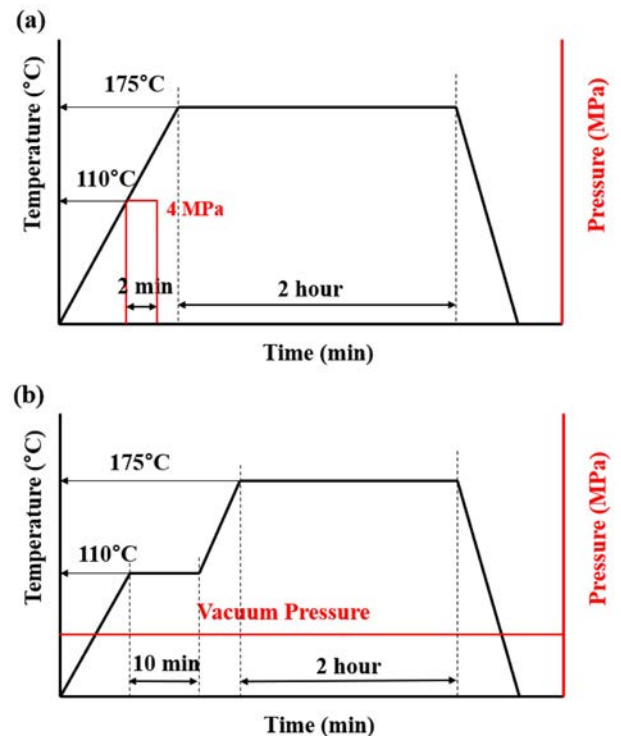 (a)
Temperature (°C)
175°C
110°C
4 MPa
2 min
2 hour
Time (min)
Pressure (MPa)
(b)
Temperature (°C)
175°C
110°C
Vacuum Pressure
10 min
2 hour
Time (min)
Pressure (MPa)